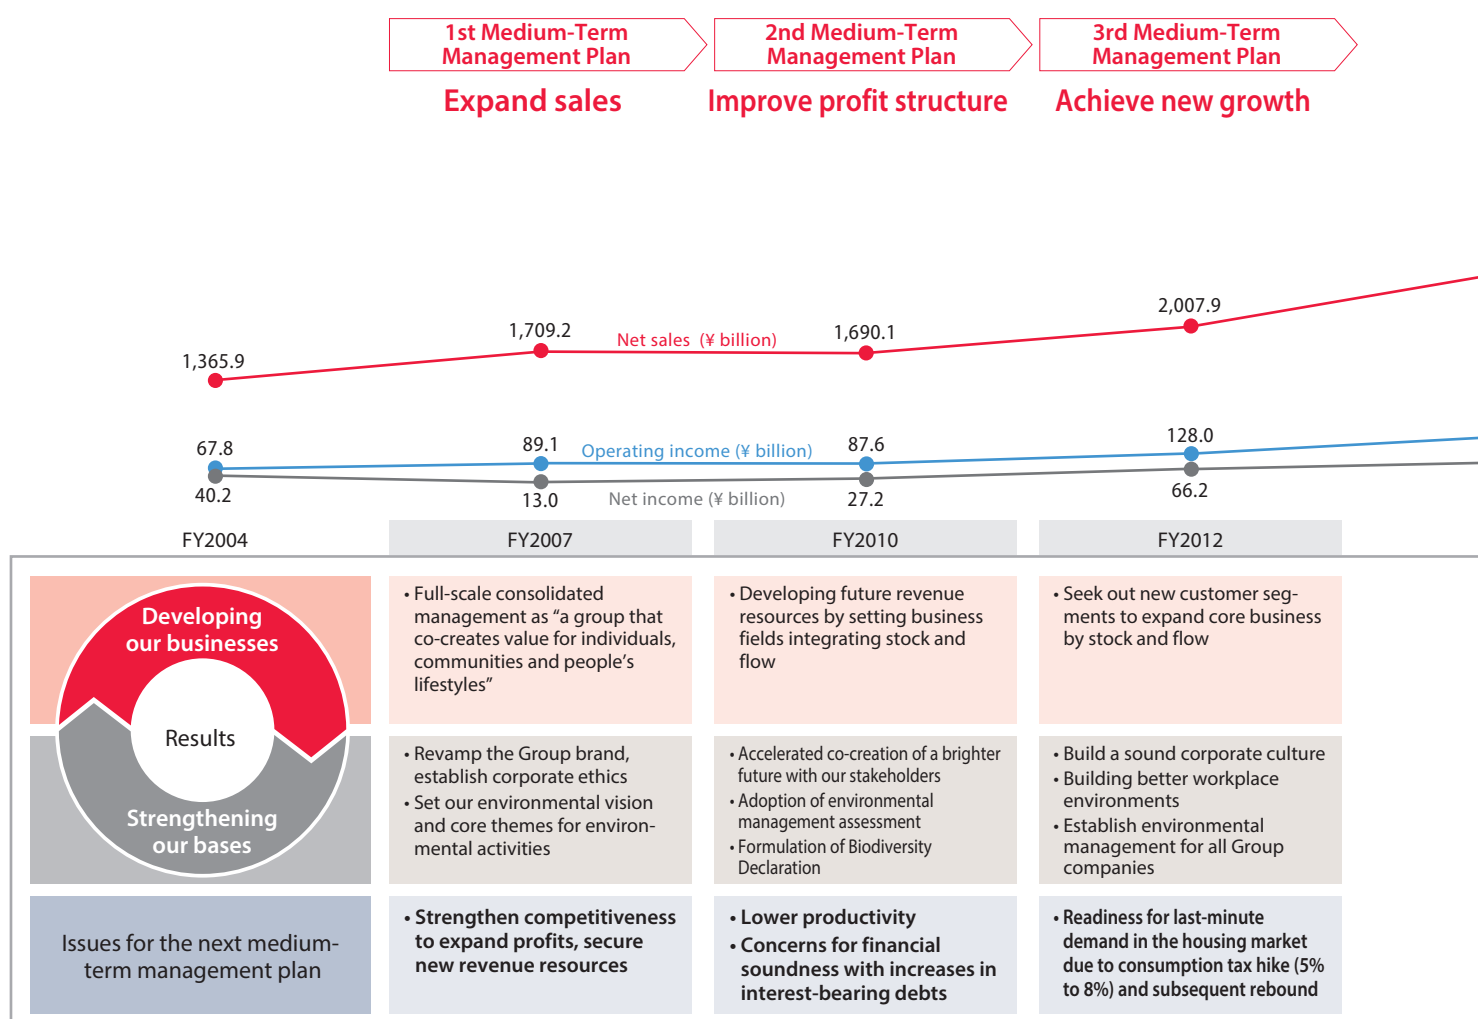 1st Medium-Term
Management Plan
Expand sales
2nd Medium-Term
Management Plan
Improve profit structure
3rd Medium-Term
Management Plan
Achieve new growth
1,365.9
1,709.2
Net sales (¥ billion)
1,690.1
2,007.9
67.8
89.1
Operating income (¥ billion)
87.6
128.0
40.2
13.0
Net income (¥ billion)
27.2
66.2
FY2004
FY2007
FY2010
FY2012
Developing
our businesses
Results
Strengthening
our bases
• Full-scale consolidated
management as “a group that
co-creates value for individuals,
communities and people’s
lifestyles”
• Developing future revenue
resources by setting business
fields integrating stock and
flow
• Seek out new customer seg-
ments to expand core business
by stock and flow
• Revamp the Group brand,
establish corporate ethics
• Set our environmental vision
and core themes for environ-
mental activities
• Accelerated co-creation of a brighter
future with our stakeholders
• Adoption of environmental
management assessment
• Formulation of Biodiversity
Declaration
• Build a sound corporate culture
• Building better workplace
environments
• Establish environmental
management for all Group
companies
Issues for the next medium-
term management plan
• Strengthen competitiveness
to expand profits, secure
new revenue resources
• Lower productivity
• Concerns for financial
soundness with increases in
interest-bearing debts
• Readiness for last-minute
demand in the housing market
due to consumption tax hike (5%
to 8%) and subsequent rebound